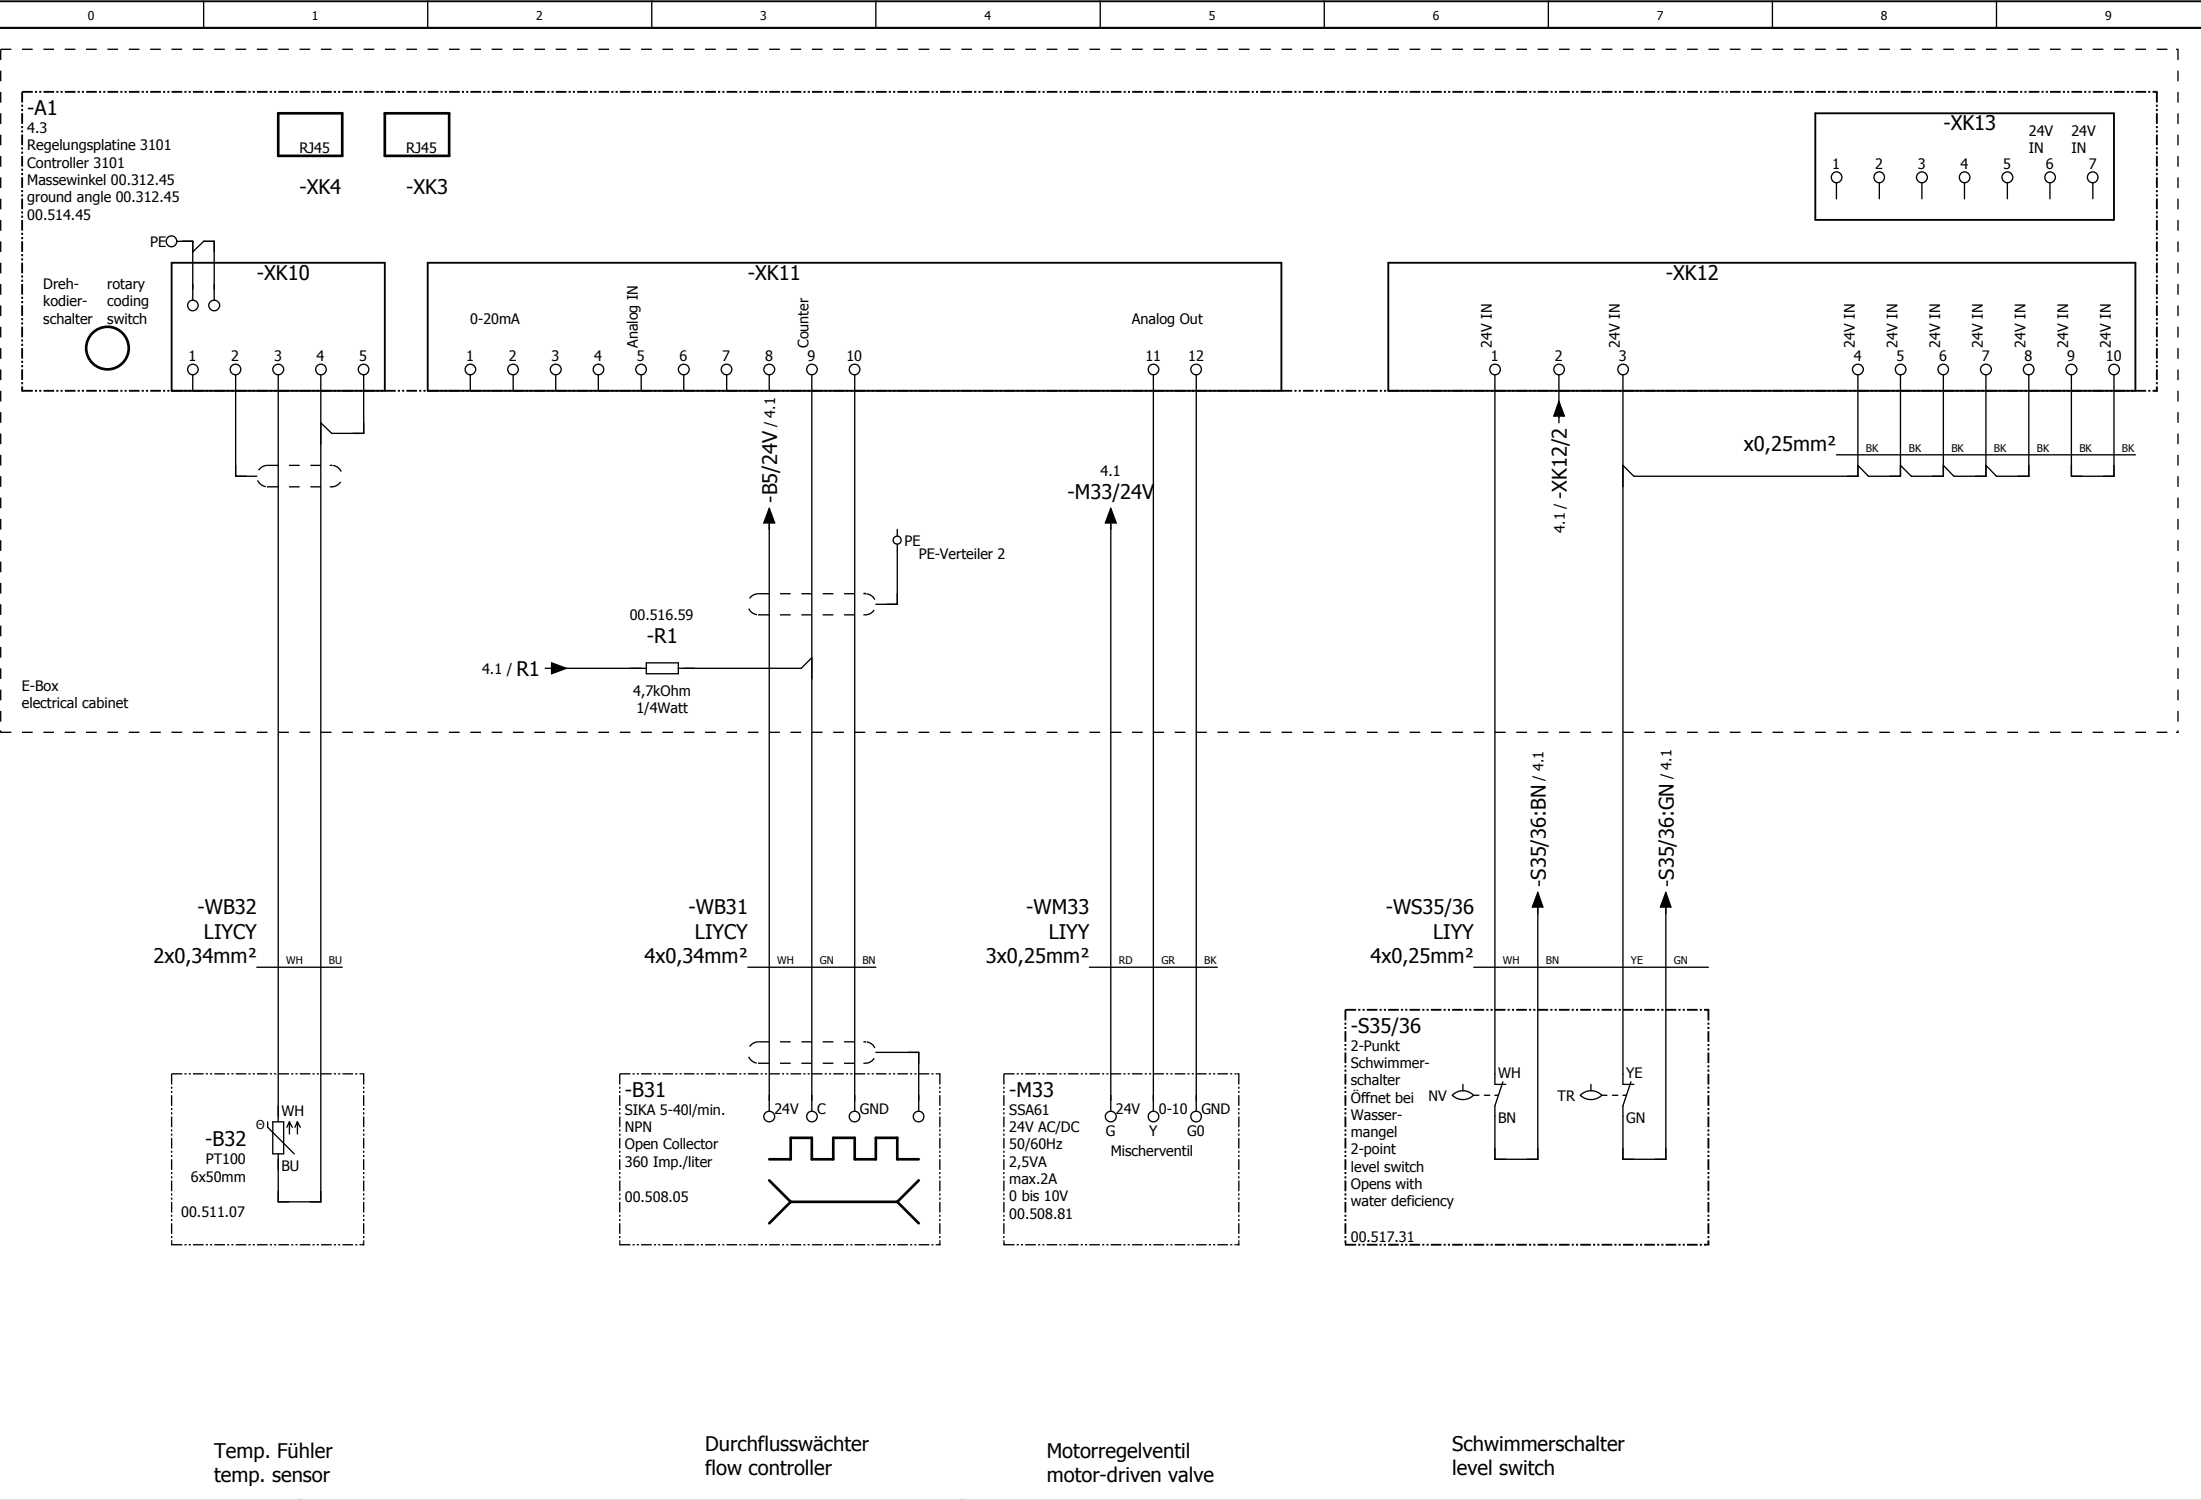 0 1 2 3 4 5 6 7 8 9
-A1
4.3
Regelungsplatine 3101
Controller 3101
Massewinkel 00.312.45
ground angle 00.312.45
00.514.45
RJ45
-XK4
RJ45
-XK3
-XK13
24V
IN
24V
IN
1 2 3 4 5 6 7
PE
Dreh-
kodier-
schalter
rotary
coding
switch
-XK10
1 2 3 4 5
-XK11
0-20mA
Analog IN
Counter
Analog Out
1 2 3 4 5 6 7 8 9 10 11 12
-XK12
24V IN
24V IN
24V IN
24V IN
24V IN
24V IN
24V IN
24V IN
24V IN
1 2 3 4 5 6 7 8 9 10
-B5/24V / 4.1
4.1
-M33/24V
4.1 / -XK12/2
x0,25mm²
BK BK BK BK BK BK BK
PE
PE-Verteiler 2
00.516.59
-R1
4.1 / R1
4,7kOhm
1/4Watt
E-Box
electrical cabinet
-S35/36:BN / 4.1
-S35/36:GN / 4.1
-WB32
LIYCY
2x0,34mm²
WH BU
-WB31
LIYCY
4x0,34mm²
WH GN BN
-WM33
LIYY
3x0,25mm²
RD GR BK
-WS35/36
LIYY
4x0,25mm²
WH BN YE GN
-B32
PT100
6x50mm
00.511.07
Θ
WH
BU
-B31
SIKA 5-40l/min.
NPN
Open Collector
360 Imp./liter
00.508.05
24V C GND
-M33
SSA61
24V AC/DC
50/60Hz
2,5VA
max.2A
0 bis 10V
00.508.81
24V 0-10 GND
G Y G0
Mischerventil
-S35/36
2-Punkt
Schwimmer-
schalter
Öffnet bei
Wasser-
mangel
2-point
level switch
Opens with
water deficiency
00.517.31
NV
WH
BN
TR
YE
GN
Temp. Fühler
temp. sensor
Durchflusswächter
flow controller
Motorregelventil
motor-driven valve
Schwimmerschalter
level switch